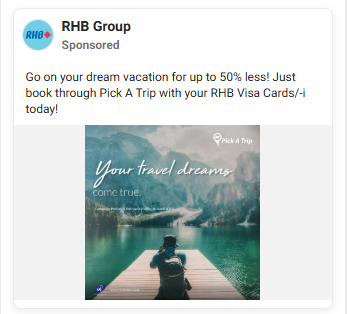 RHB
RHB Group
Sponsored
Go on your dream vacation for up to 50% less! Just
book through Pick A Trip with your RHB Visa Cards/-i
today!
Pick A Trip
Your travel dreams
come true.